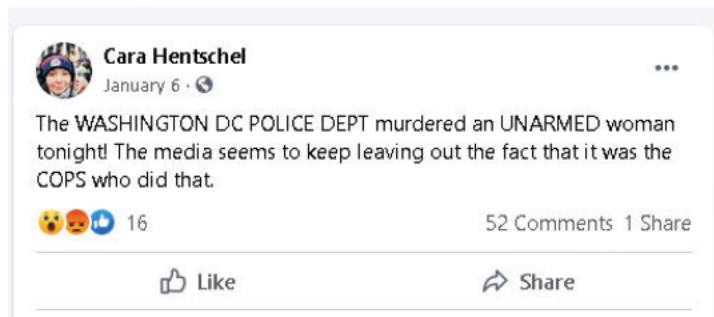 Cara Hentschel
January 6 ·
The WASHINGTON DC POLICE DEPT murdered an UNARMED woman
tonight! The media seems to keep leaving out the fact that it was the
COPS who did that.
16 52 Comments 1 Share
Like Share